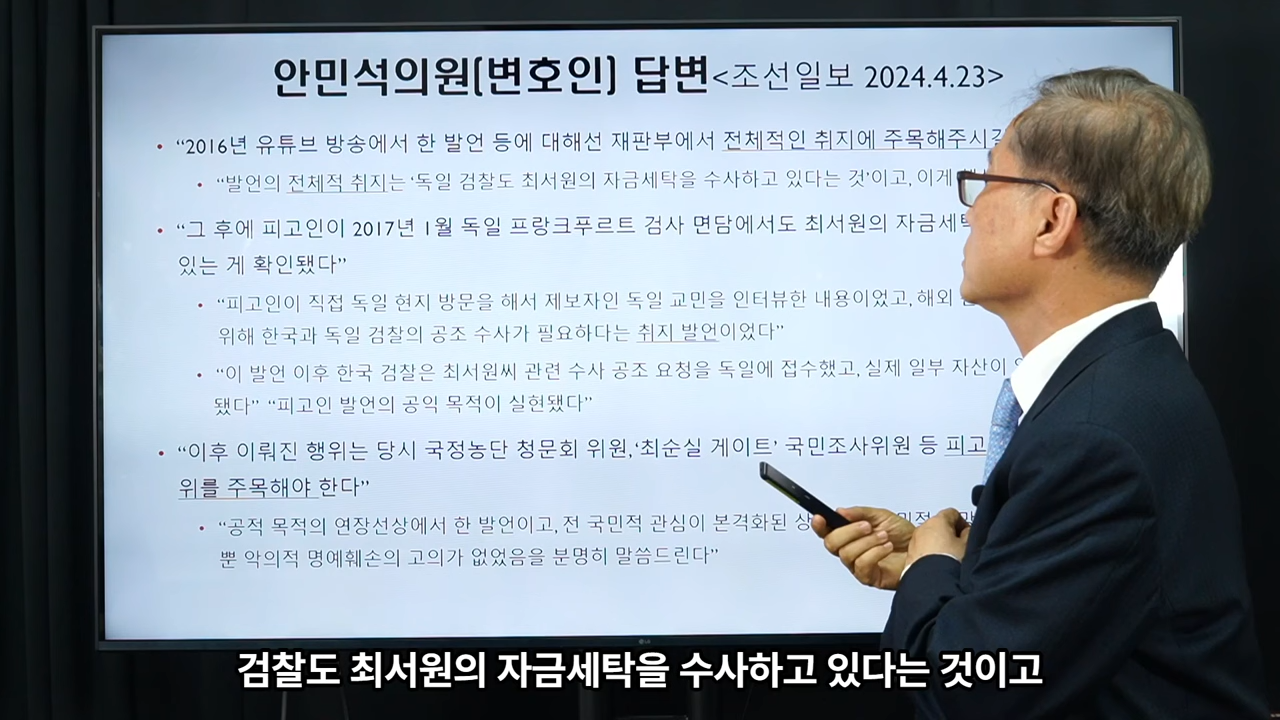 안민석의원(변호인) 답변<조선일보 2024.4.23>
• “2016년 유튜브 방송에서 한 발언 등에 대해선 재판부에서 전체적인 취지에 주목해주시
• “발언의 전체적 취지는 ‘독일 검찰도 최서원의 자금세탁을 수사하고 있다는 것’이고, 이게
• “그 후에 피고인이 2017년 1월 독일 프랑크푸르트 검사 면담에서도 최서원의 자금세탁
있는 게 확인됐다”
• “피고인이 직접 독일 현지 방문을 해서 제보자인 독일 교민을 인터뷰한 내용이었고, 해외
위해 한국과 독일 검찰의 공조 수사가 필요하다는 취지 발언이었다”
• “이 발언 이후 한국 검찰은 최서원씨 관련 수사 공조 요청을 독일에 접수했고, 실제 일부 자산이
됐다” “피고인 발언의 공익 목적이 실현됐다”
• “이후 이뤄진 행위는 당시 국정농단 청문회 위원,‘최순실 게이트’ 국민조사위원 등 피고
위를 주목해야 한다”
• “공적 목적의 연장선상에서 한 발언이고, 전 국민적 관심이 본격화된
뿐 악의적 명예훼손의 고의가 없었음을 분명히 말씀드린다”
LG
검찰도 최서원의 자금세탁을 수사하고 있다는 것이고